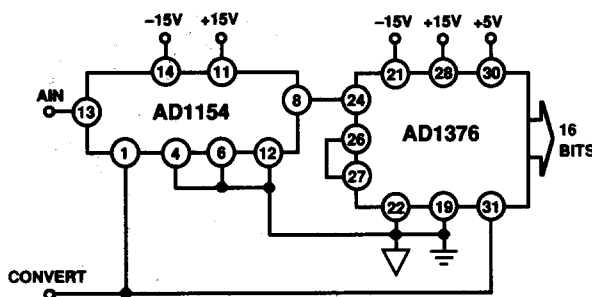 −15V +15V −15V +15V +5V
14 11 21 28 30
AIN 13 AD1154 8 24 AD1376 16 BITS
26
27
1 4 6 12 22 19 31
CONVERT